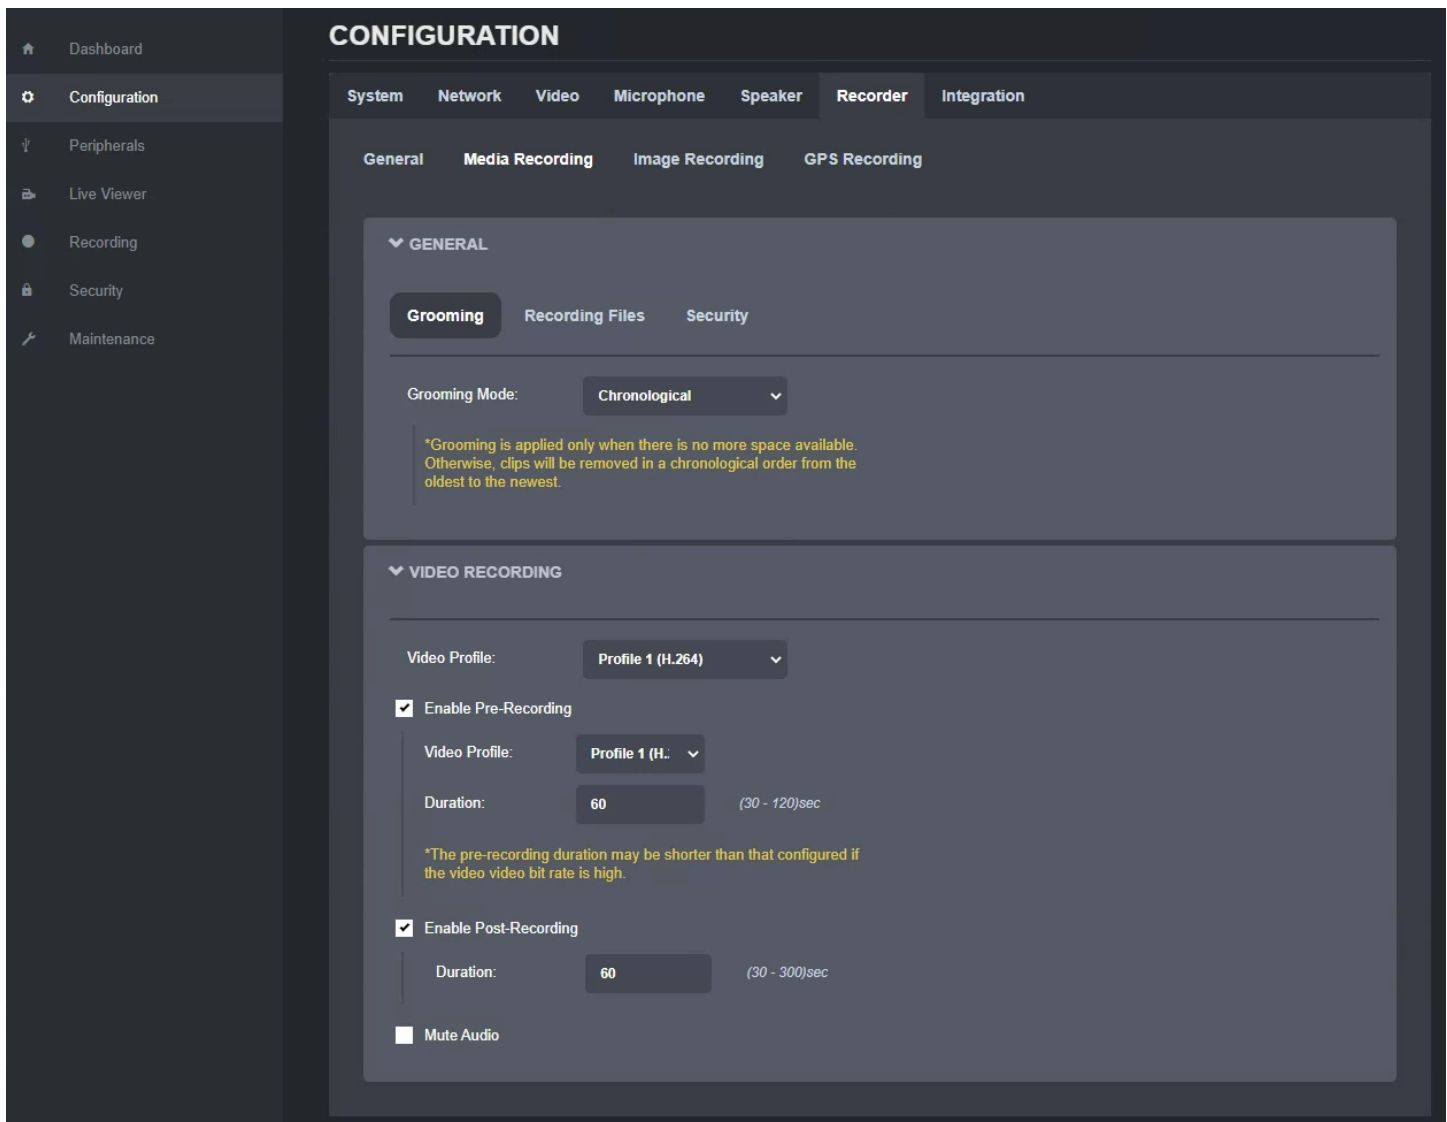 CONFIGURATION
Dashboard
Configuration
Peripherals
Live Viewer
Recording
Security
Maintenance
System Network Video Microphone Speaker Recorder Integration
General Media Recording Image Recording GPS Recording
GENERAL
Grooming Recording Files Security
Grooming Mode: Chronological
*Grooming is applied only when there is no more space available.
Otherwise, clips will be removed in a chronological order from the
oldest to the newest.
VIDEO RECORDING
Video Profile: Profile 1 (H.264)
Enable Pre-Recording
Video Profile: Profile 1 (H.:
Duration: 60 (30 - 120)sec
*The pre-recording duration may be shorter than that configured if
the video video bit rate is high.
Enable Post-Recording
Duration: 60 (30 - 300)sec
Mute Audio